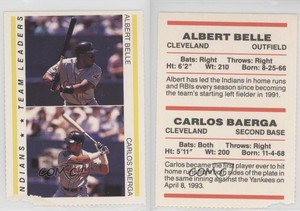 INDIANS ★ ★ TEAM LEADERS
ALBERT BELLE
CARLOS BAERGA
ALBERT BELLE
CLEVELAND OUTFIELD
Bats: Right Throws: Right
Ht: 6'2" Wt: 210 Born: 8-25-66
Albert has led the Indians in home runs
and RBIs every season since becoming
the team's starting left fielder in 1991.
CARLOS BAERGA
CLEVELAND SECOND BASE
Bats: Both Throws: Right
Ht: 5'11" Wt: 200 Born: 11-4-68
Carlos became the first player ever to hit
home runs from both sides of the plate
in the same inning against the Yankees on
April 8, 1993.